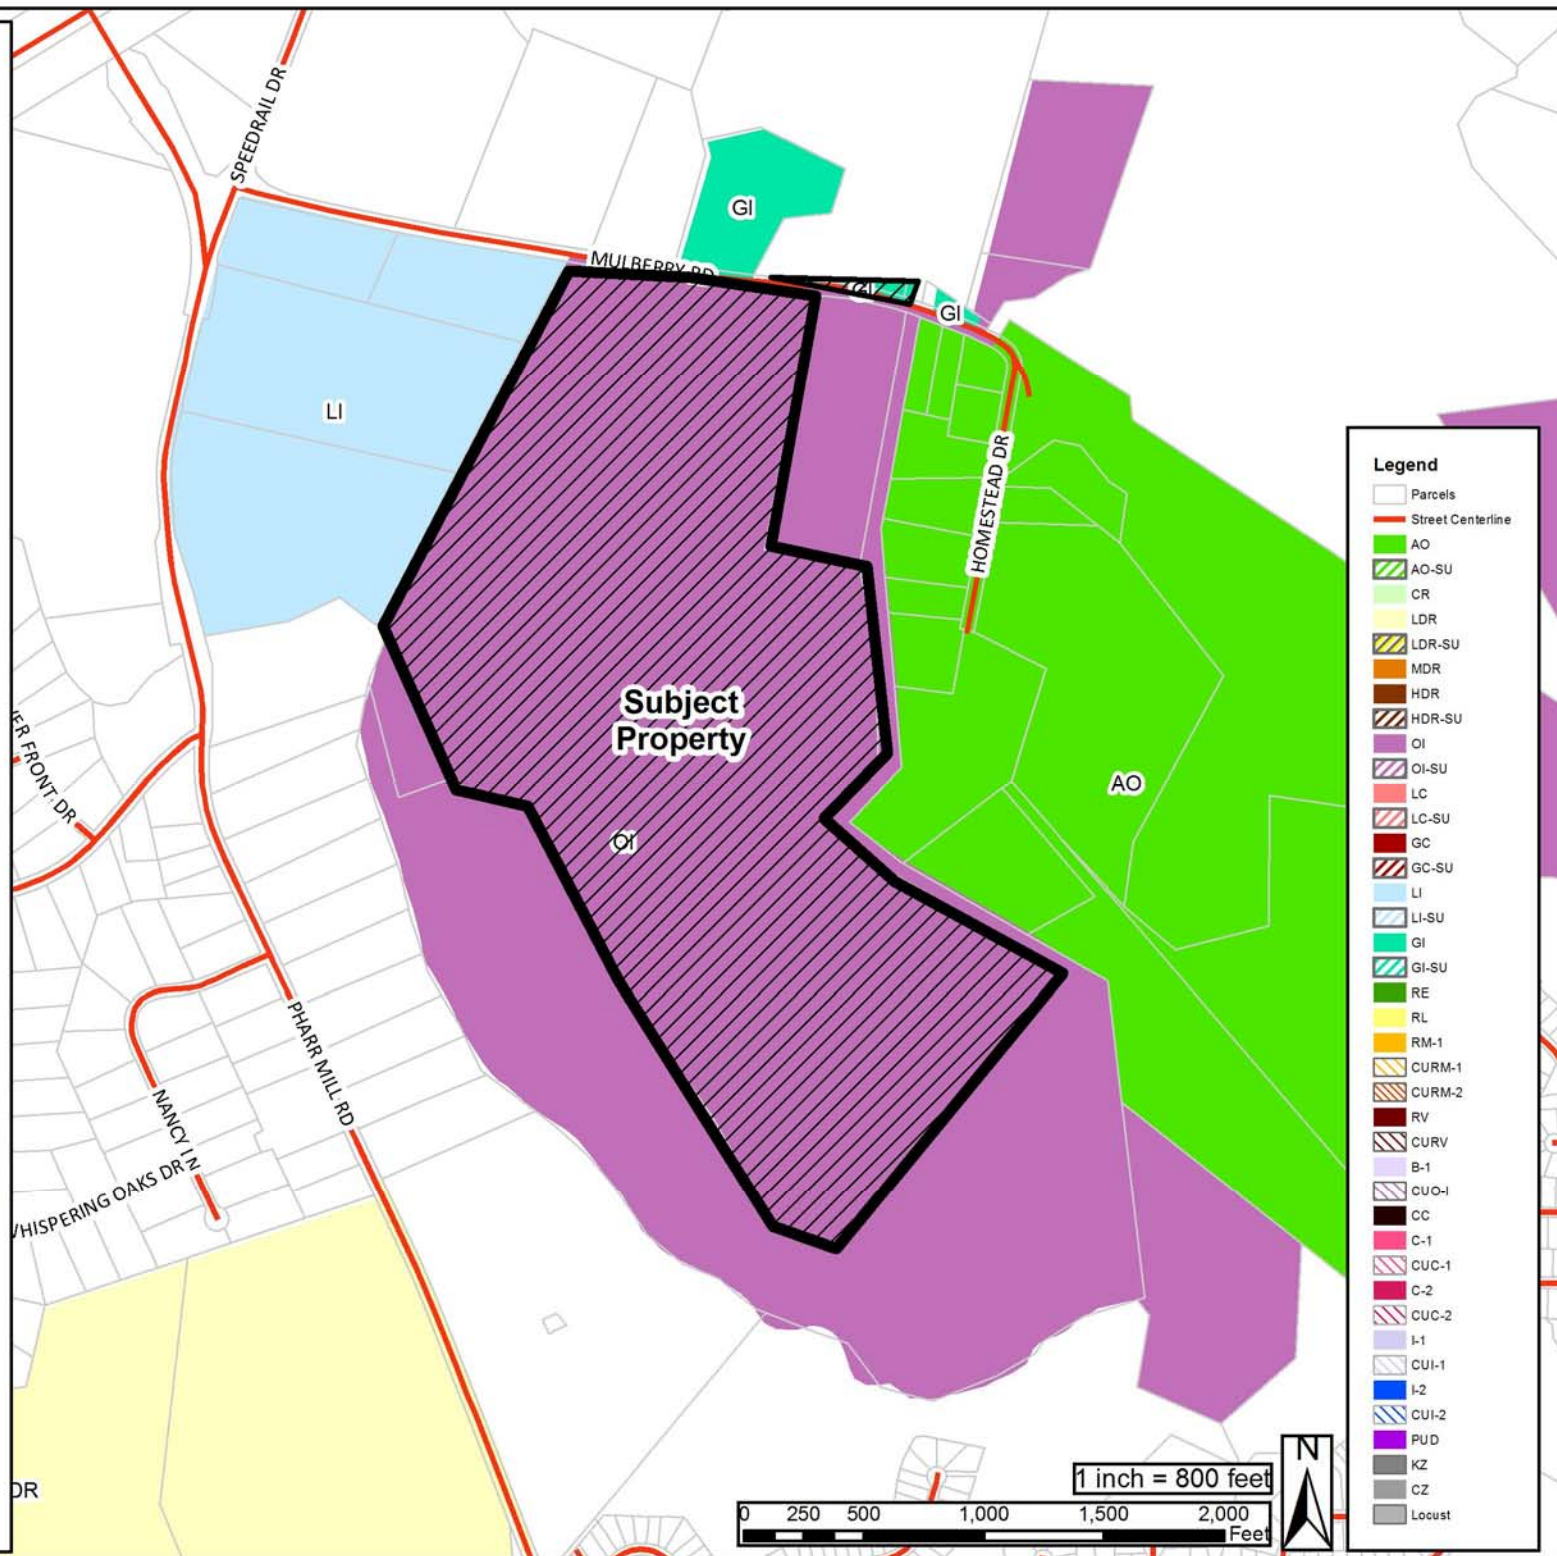 SPEEDRAIL DR
GI
MULBERRY RD
GI
GI
LI
HOMESTEAD DR
Subject
Property
AO
OI
FRONT DR
PHARR MILL RD
NANCY LN
WHISPERING OAKS DR
DR
Legend
Parcels
Street Centerline
AO
AO-SU
CR
LDR
LDR-SU
MDR
HDR
HDR-SU
OI
OI-SU
LC
LC-SU
GC
GC-SU
LI
LI-SU
GI
GI-SU
RE
RL
RM-1
CURM-1
CURM-2
RV
CURV
B-1
CUO-I
CC
C-1
CUC-1
C-2
CUC-2
I-1
CUI-1
I-2
CUI-2
PUD
KZ
CZ
Locust
1 inch = 800 feet
N
0 250 500 1,000 1,500 2,000
Feet